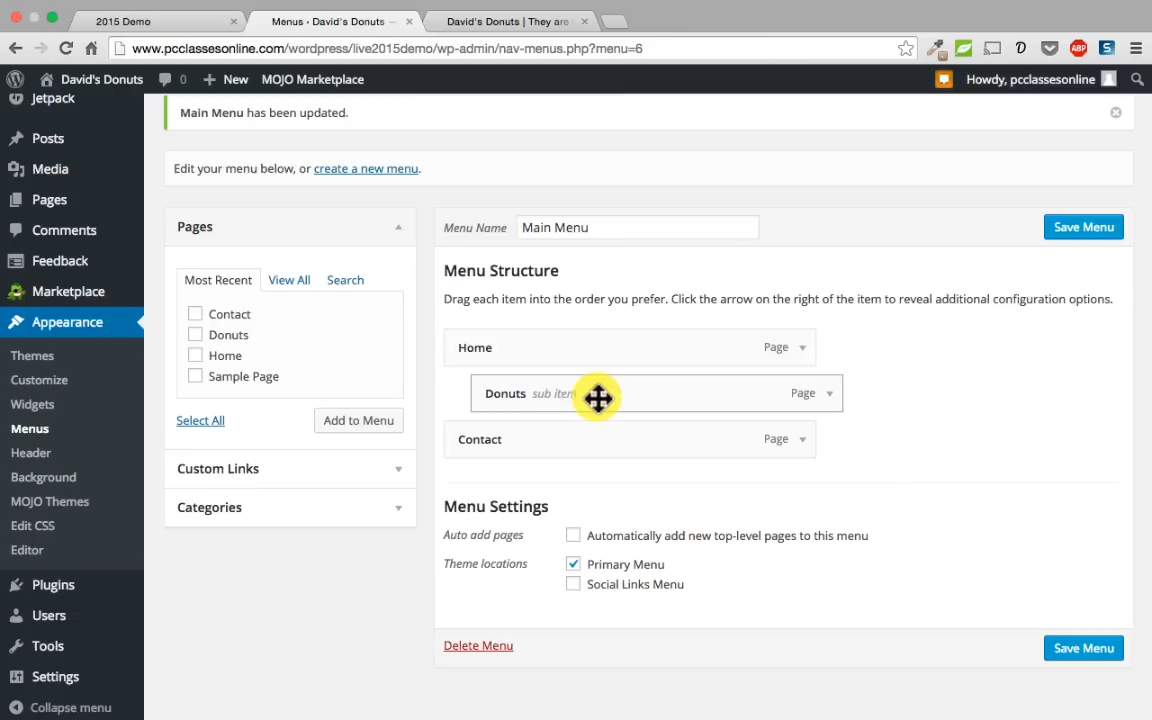 2015 Demo
Menus ‹ David's Donuts —
David's Donuts | They are
www.pcclassesonline.com/wordpress/live2015demo/wp-admin/nav-menus.php?menu=6
ABP
S
David's Donuts
0
New
MOJO Marketplace
Howdy, pcclassesonline
Jetpack
Posts
Media
Pages
Comments
Feedback
Marketplace
Appearance
Themes
Customize
Widgets
Menus
Header
Background
MOJO Themes
Edit CSS
Editor
Plugins
Users
Tools
Settings
Collapse menu
Main Menu has been updated.
Edit your menu below, or create a new menu.
Pages
Most Recent
View All
Search
Contact
Donuts
Home
Sample Page
Select All
Add to Menu
Custom Links
Categories
Menu Name
Main Menu
Save Menu
Menu Structure
Drag each item into the order you prefer. Click the arrow on the right of the item to reveal additional configuration options.
Home
Page
Donuts sub item
Page
Contact
Page
Menu Settings
Auto add pages
Automatically add new top-level pages to this menu
Theme locations
Primary Menu
Social Links Menu
Delete Menu
Save Menu